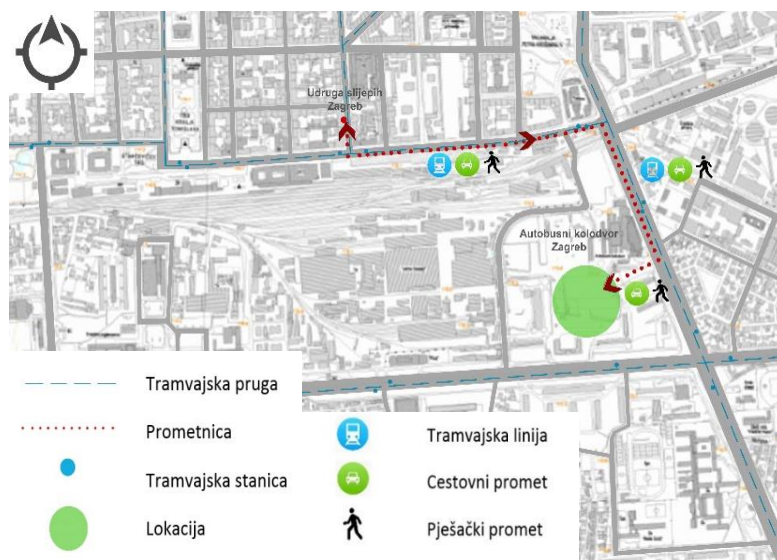 Udruga slijepih
Zagreb
Autobusni kolodvor
Zagreb
Tramvajska pruga
Prometnica
Tramvajska stanica
Lokacija
Tramvajska linija
Cestovni promet
Pješački promet